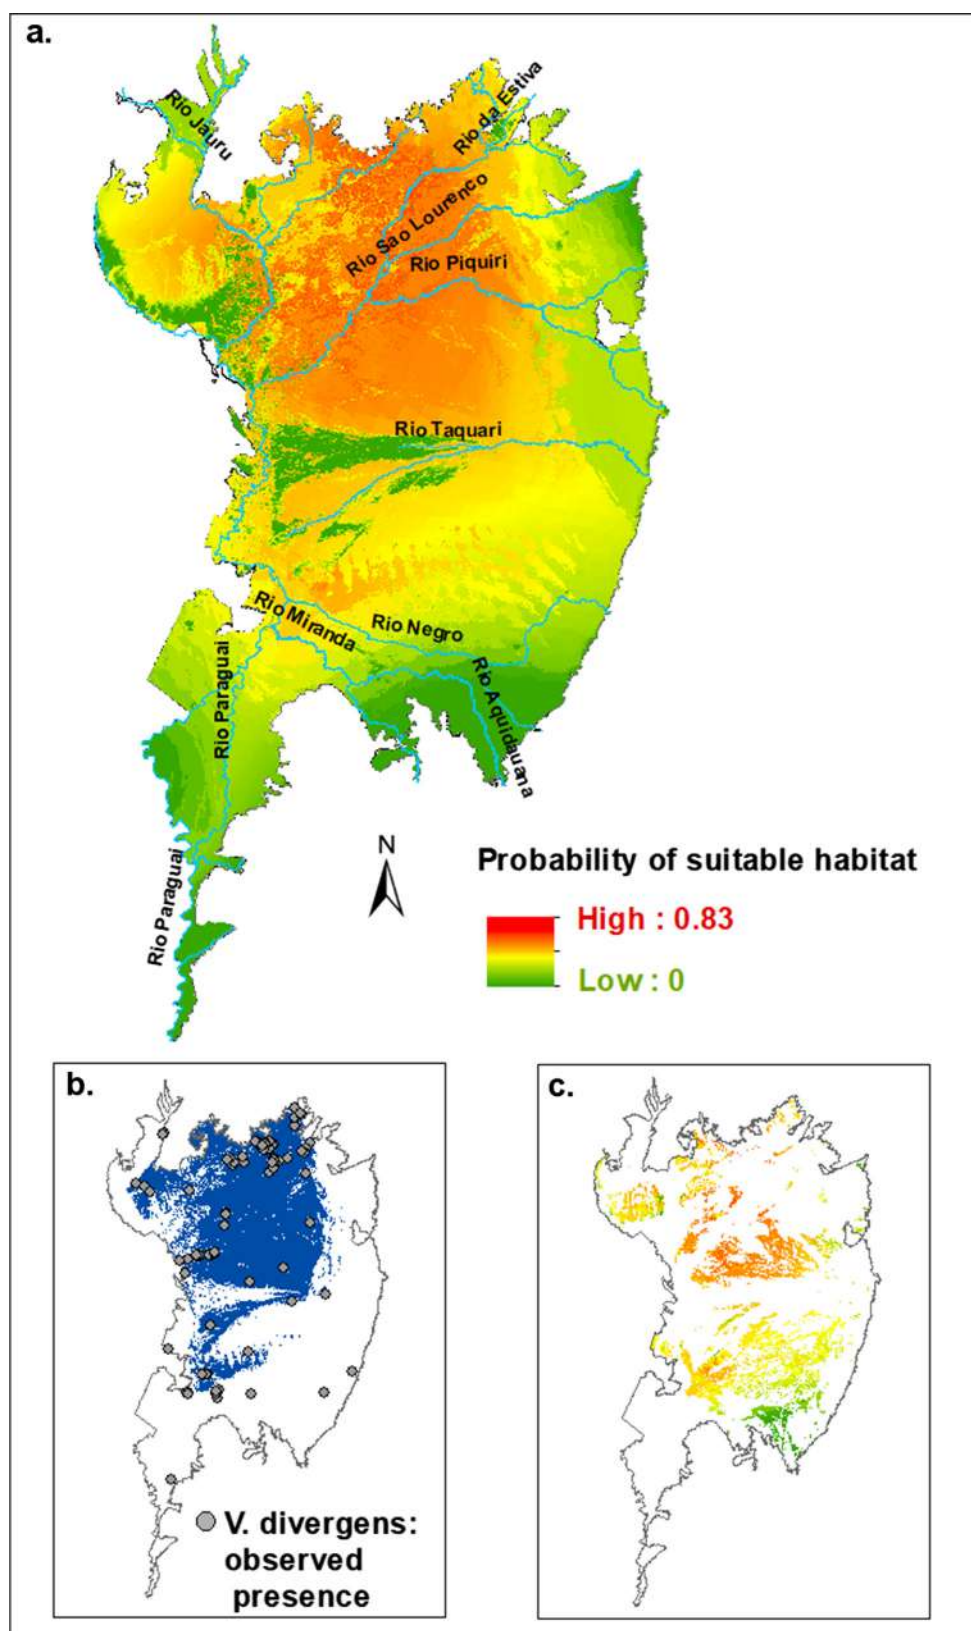 a.
Rio Jauru
Rio da Estiva
Rio Sao Lourenco
Rio Piquiri
Rio Taquari
Rio Miranda
Rio Negro
Rio Paraguai
Rio Aquidauana
Rio Paraguai
N
Probability of suitable habitat
High : 0.83
Low : 0
b.
V. divergens:
observed
presence
c.